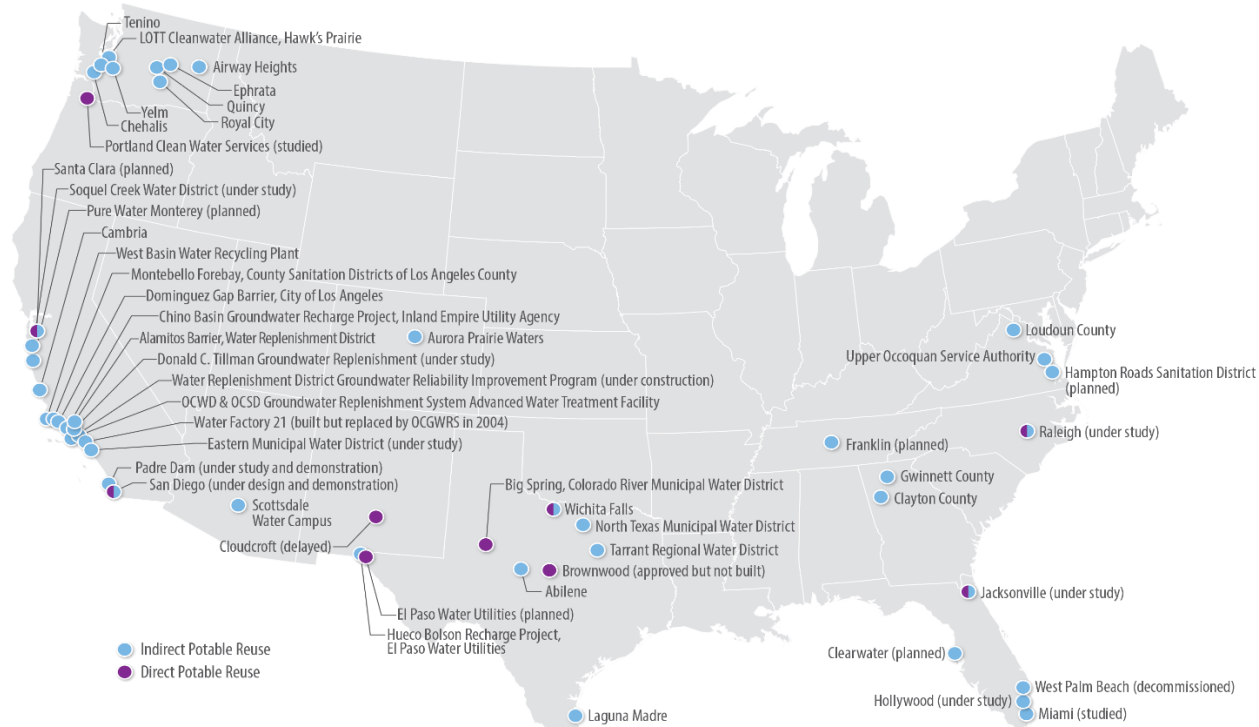 Tenino
LOTT Cleanwater Alliance, Hawk's Prairie
Airway Heights
Ephrata
Quincy
Royal City
Yelm
Chehalis
Portland Clean Water Services (studied)
Santa Clara (planned)
Soquel Creek Water District (under study)
Pure Water Monterey (planned)
Cambria
West Basin Water Recycling Plant
Montebello Forebay, County Sanitation Districts of Los Angeles County
Dominguez Gap Barrier, City of Los Angeles
Chino Basin Groundwater Recharge Project, Inland Empire Utility Agency
Alamitos Barrier, Water Replenishment District
Aurora Prairie Waters
Donald C. Tillman Groundwater Replenishment (under study)
Water Replenishment District Groundwater Reliability Improvement Program (under construction)
OCWD & OCSD Groundwater Replenishment System Advanced Water Treatment Facility
Water Factory 21 (built but replaced by OCGWRS in 2004)
Eastern Municipal Water District (under study)
Padre Dam (under study and demonstration)
San Diego (under design and demonstration)
Scottsdale
Water Campus
Cloudcroft (delayed)
Big Spring, Colorado River Municipal Water District
Wichita Falls
North Texas Municipal Water District
Tarrant Regional Water District
Brownwood (approved but not built)
Abilene
El Paso Water Utilities (planned)
Hueco Bolson Recharge Project,
El Paso Water Utilities
Laguna Madre
Loudoun County
Upper Occoquan Service Authority
Hampton Roads Sanitation District
(planned)
Raleigh (under study)
Franklin (planned)
Gwinnett County
Clayton County
Jacksonville (under study)
Clearwater (planned)
West Palm Beach (decommissioned)
Hollywood (under study)
Miami (studied)
Indirect Potable Reuse
Direct Potable Reuse